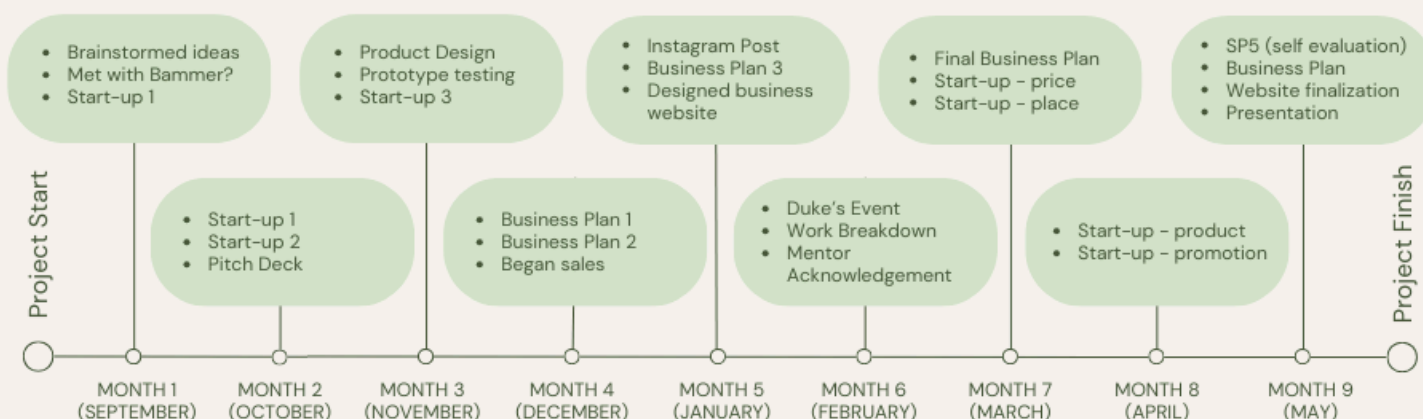 • Brainstormed ideas
• Met with Bammer?
• Start-up 1
• Product Design
• Prototype testing
• Start-up 3
• Instagram Post
• Business Plan 3
• Designed business
website
• Final Business Plan
• Start-up - price
• Start-up - place
• SP5 (self evaluation)
• Business Plan
• Website finalization
• Presentation
Project Start
• Start-up 1
• Start-up 2
• Pitch Deck
• Business Plan 1
• Business Plan 2
• Began sales
• Duke's Event
• Work Breakdown
• Mentor
Acknowledgement
• Start-up - product
• Start-up - promotion
Project Finish
MONTH 1
(SEPTEMBER)
MONTH 2
(OCTOBER)
MONTH 3
(NOVEMBER)
MONTH 4
(DECEMBER)
MONTH 5
(JANUARY)
MONTH 6
(FEBRUARY)
MONTH 7
(MARCH)
MONTH 8
(APRIL)
MONTH 9
(MAY)